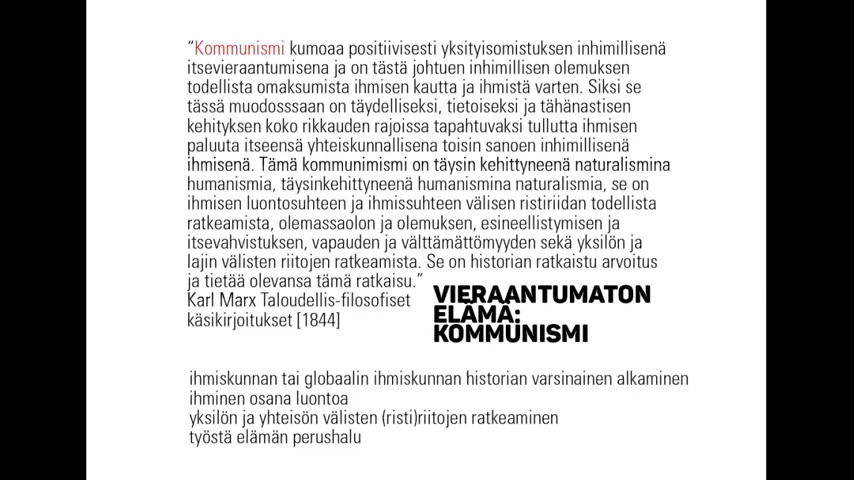 “Kommunismi kumoaa positiivisesti yksityisomistuksen inhimillisenä
itsevieraantumisena ja on tästä johtuen inhimillisen olemuksen
todellista omaksumista ihmisen kautta ja ihmistä varten. Siksi se
tässä muodosssaan on täydelliseksi, tietoiseksi ja tähänastisen
kehityksen koko rikkauden rajoissa tapahtuvaksi tullutta ihmisen
paluuta itseensä yhteiskunnallisena toisin sanoen inhimillisenä
ihmisenä. Tämä kommunimismi on täysin kehittyneenä naturalismina
humanismia, täysinkehittyneenä humanismina naturalismia, se on
ihmisen luontosuhteen ja ihmissuhteen välisen ristiriidan todellista
ratkeamista, olemassaolon ja olemuksen, esineellistymisen ja
itsevahvistuksen, vapauden ja välttämättömyyden sekä yksilön ja
lajin välisten riitojen ratkeamista. Se on historian ratkaistu arvoitus
ja tietää olevansa tämä ratkaisu.”
Karl Marx Taloudellis-filosofiset
käsikirjoitukset [1844]
VIERAANTUMATON
ELÄMÄ:
KOMMUNISMI
ihmiskunnan tai globaalin ihmiskunnan historian varsinainen alkaminen
ihminen osana luontoa
yksilön ja yhteisön välisten (risti)riitojen ratkeaminen
työstä elämän perushalu